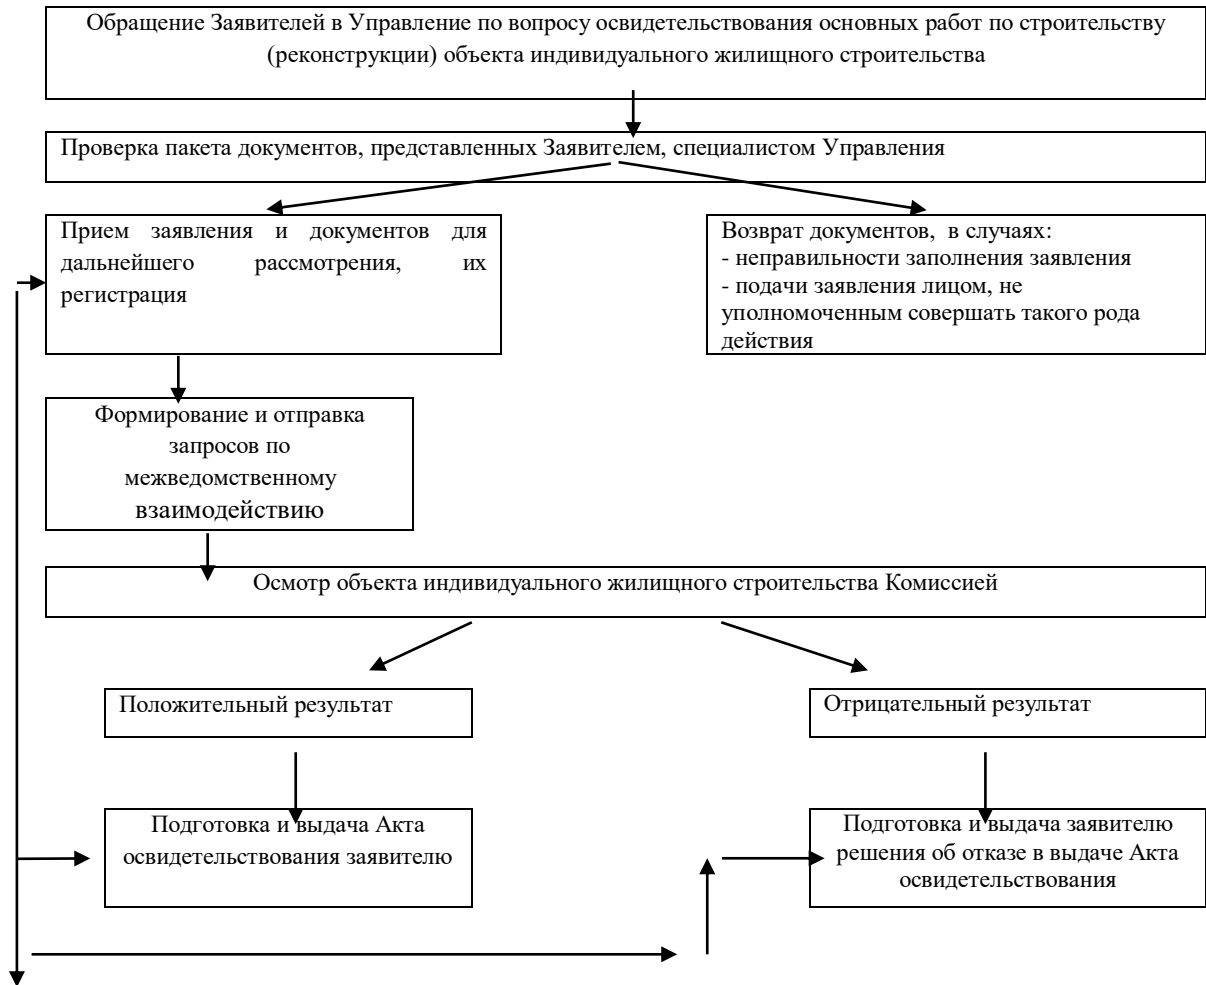 Обращение Заявителей в Управление по вопросу освидетельствования основных работ по строительству
(реконструкции) объекта индивидуального жилищного строительства
Проверка пакета документов, представленных Заявителем, специалистом Управления
Прием заявления и документов для
дальнейшего рассмотрения, их
регистрация
Возврат документов, в случаях:
- неправильности заполнения заявления
- подачи заявления лицом, не
уполномоченным совершать такого рода
действия
Формирование и отправка
запросов по
межведомственному
взаимодействию
Осмотр объекта индивидуального жилищного строительства Комиссией
Положительный результат
Отрицательный результат
Подготовка и выдача Акта
освидетельствования заявителю
Подготовка и выдача заявителю
решения об отказе в выдаче Акта
освидетельствования